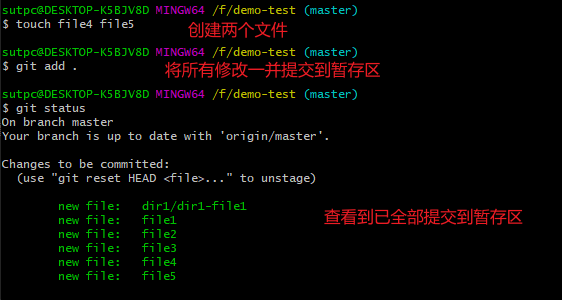 sutpc@DESKTOP-K5BJV8D MINGW64 /f/demo-test (master)
$ touch file4 file5 创建两个文件
sutpc@DESKTOP-K5BJV8D MINGW64 /f/demo-test (master)
$ git add . 将所有修改一并提交到暂存区
sutpc@DESKTOP-K5BJV8D MINGW64 /f/demo-test (master)
$ git status
On branch master
Your branch is up to date with 'origin/master'.
Changes to be committed:
(use "git reset HEAD <file>..." to unstage)
new file: dir1/dir1-file1
new file: file1
new file: file2 查看到已全部提交到暂存区
new file: file3
new file: file4
new file: file5